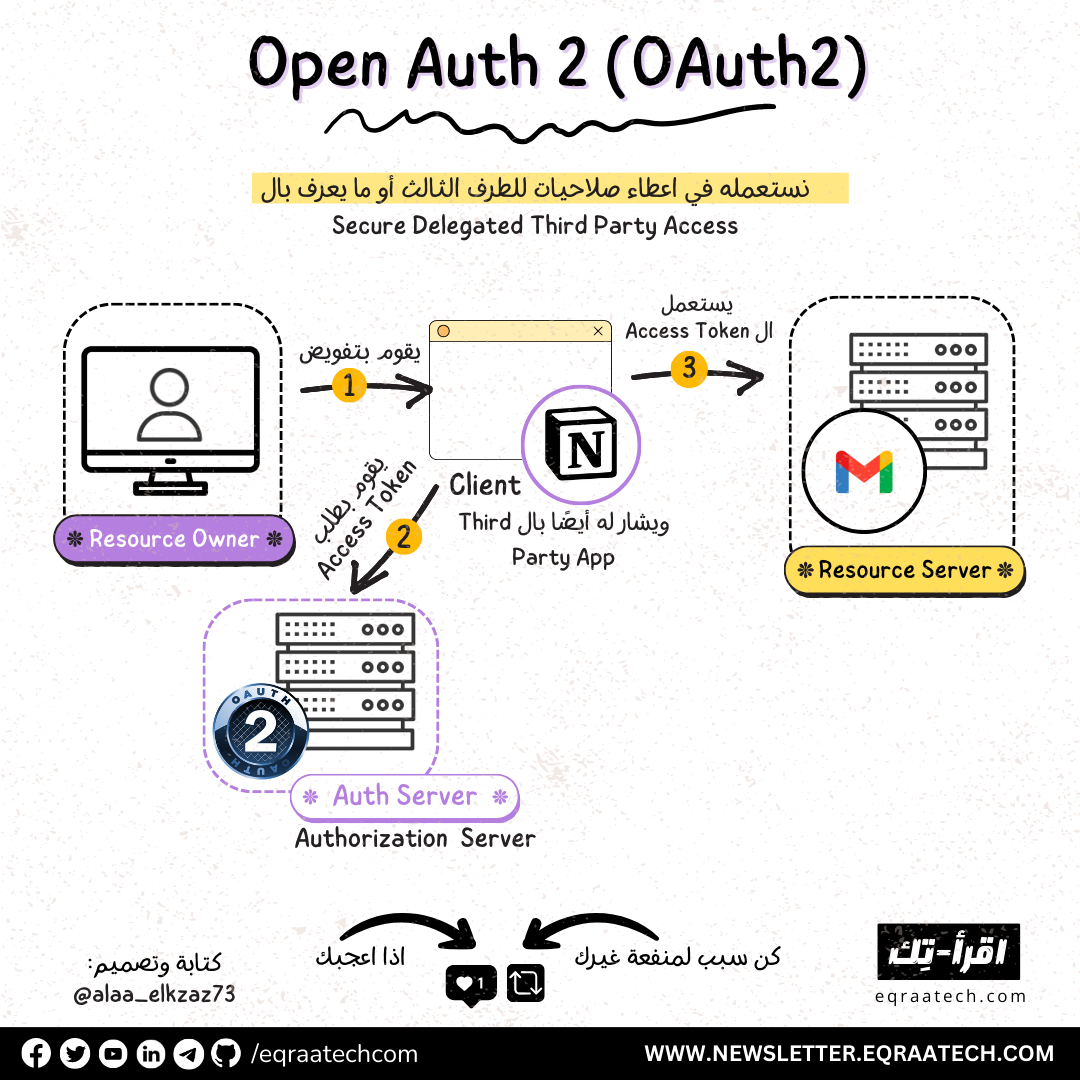 Open Auth 2 (OAuth2)
نستعمله في اعطاء صلاحيات للطرف الثالث أو ما يعرف بال
Secure Delegated Third Party Access
يقوم بتفويض
1
يستعمل
ال Access Token
3
N
Client
ويشار له أيضًا بال Third
Party App
يقوم بطلب
Access Token
2
Resource Owner
Resource Server
OAUTH
2
OAUTH
Auth Server
Authorization Server
كتابة وتصميم:
@alaa_elkzaz73
اذا اعجبك
1
كن سبب لمنفعة غيرك
اقرأ-تِك
eqraatech.com
/eqraatechcom
WWW.NEWSLETTER.EQRAATECH.COM